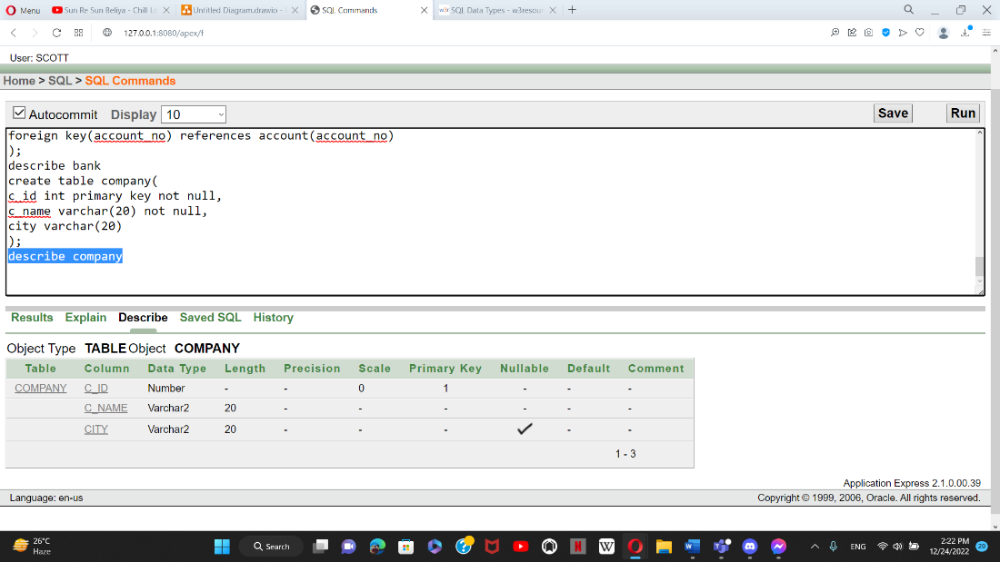 Menu
Sun Re Sun Beliya - Chill L
Untitled Diagram.drawio -
SQL Commands
w3r SQL Data Types - w3resour
127.0.0.1:8080/apex/f
User: SCOTT
Home > SQL > SQL Commands
Autocommit Display 10 Save Run
foreign key(account_no) references account(account_no)
);
describe bank
create table company(
c_id int primary key not null,
c_name varchar(20) not null,
city varchar(20)
);
describe company
Results Explain Describe Saved SQL History
Object Type TABLE Object COMPANY
Table Column Data Type Length Precision Scale Primary Key Nullable Default Comment
COMPANY C_ID Number - - 0 1 - - -
C_NAME Varchar2 20 - - - - - -
CITY Varchar2 20 - - - - -
1 - 3
Application Express 2.1.0.00.39
Language: en-us
Copyright © 1999, 2006, Oracle. All rights reserved.
26°C
Haze
Search
ENG
2:22 PM
12/24/2022
29